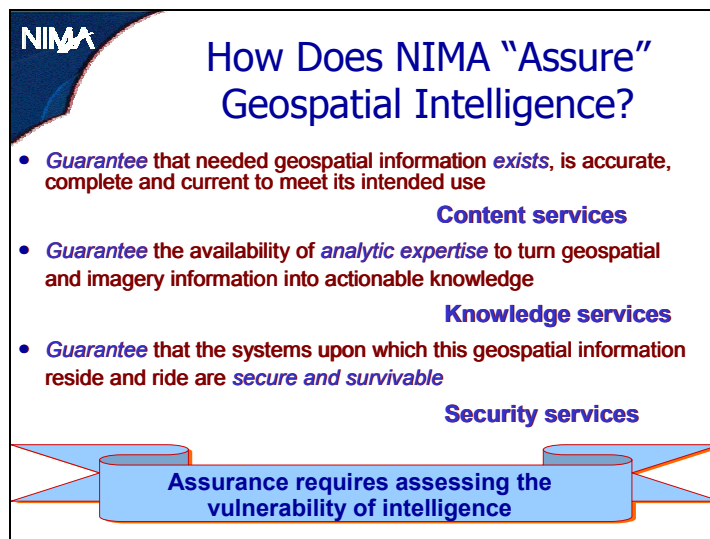 NIMA
How Does NIMA “Assure”
Geospatial Intelligence?
• Guarantee that needed geospatial information exists, is accurate,
complete and current to meet its intended use
Content services
• Guarantee the availability of analytic expertise to turn geospatial
and imagery information into actionable knowledge
Knowledge services
• Guarantee that the systems upon which this geospatial information
reside and ride are secure and survivable
Security services
Assurance requires assessing the
vulnerability of intelligence